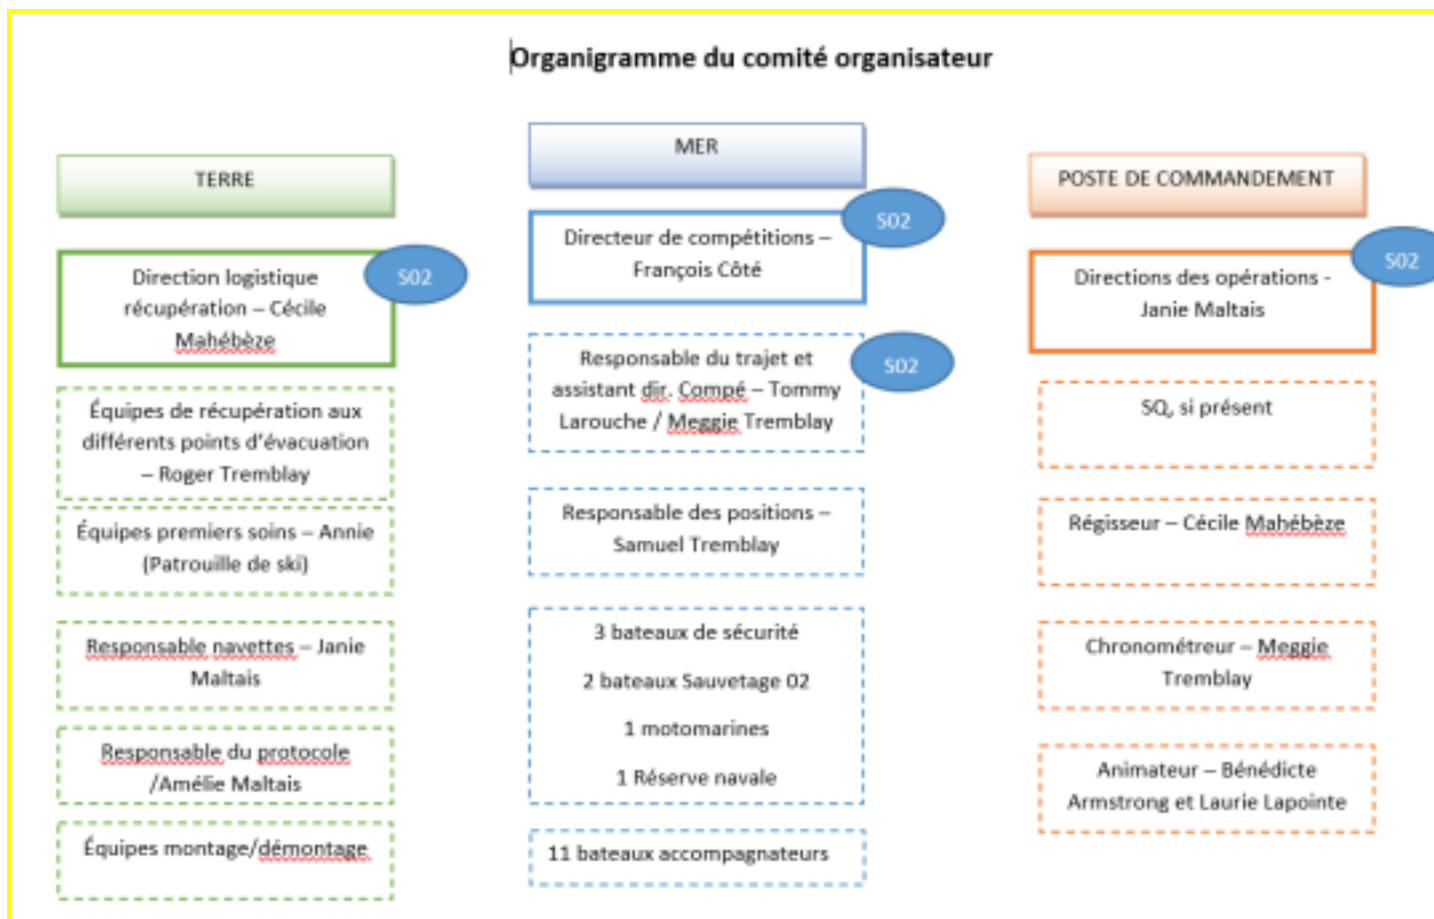 Organigramme du comité organisateur
TERRE
Direction logistique
récupération – Cécile
Mahébèze
S02
Équipes de récupération aux
différents points d'évacuation
– Roger Tremblay
Équipes premiers soins – Annie
(Patrouille de ski)
Responsable navettes – Janie
Maltais
Responsable du protocole
/Amélie Maltais
Équipes montage/démontage
MER
Directeur de compétitions –
François Côté
S02
Responsable du trajet et
assistant dir. Compé – Tommy
Larouche / Meggie Tremblay
S02
Responsable des positions –
Samuel Tremblay
3 bateaux de sécurité
2 bateaux Sauvetage 02
1 motomarines
1 Réserve navale
11 bateaux accompagnateurs
POSTE DE COMMANDEMENT
Directions des opérations -
Janie Maltais
S02
SQ, si présent
Régisseur – Cécile Mahébèze
Chronométreur – Meggie
Tremblay
Animateur – Bénédicte
Armstrong et Laurie Lapointe